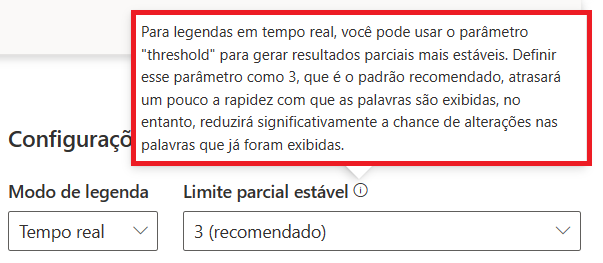 Para legendas em tempo real, você pode usar o parâmetro
"threshold" para gerar resultados parciais mais estáveis. Definir
esse parâmetro como 3, que é o padrão recomendado, atrasará
um pouco a rapidez com que as palavras são exibidas, no
entanto, reduzirá significativamente a chance de alterações nas
palavras que já foram exibidas.
Configuraçõ
Modo de legenda
Limite parcial estável
Tempo real
3 (recomendado)